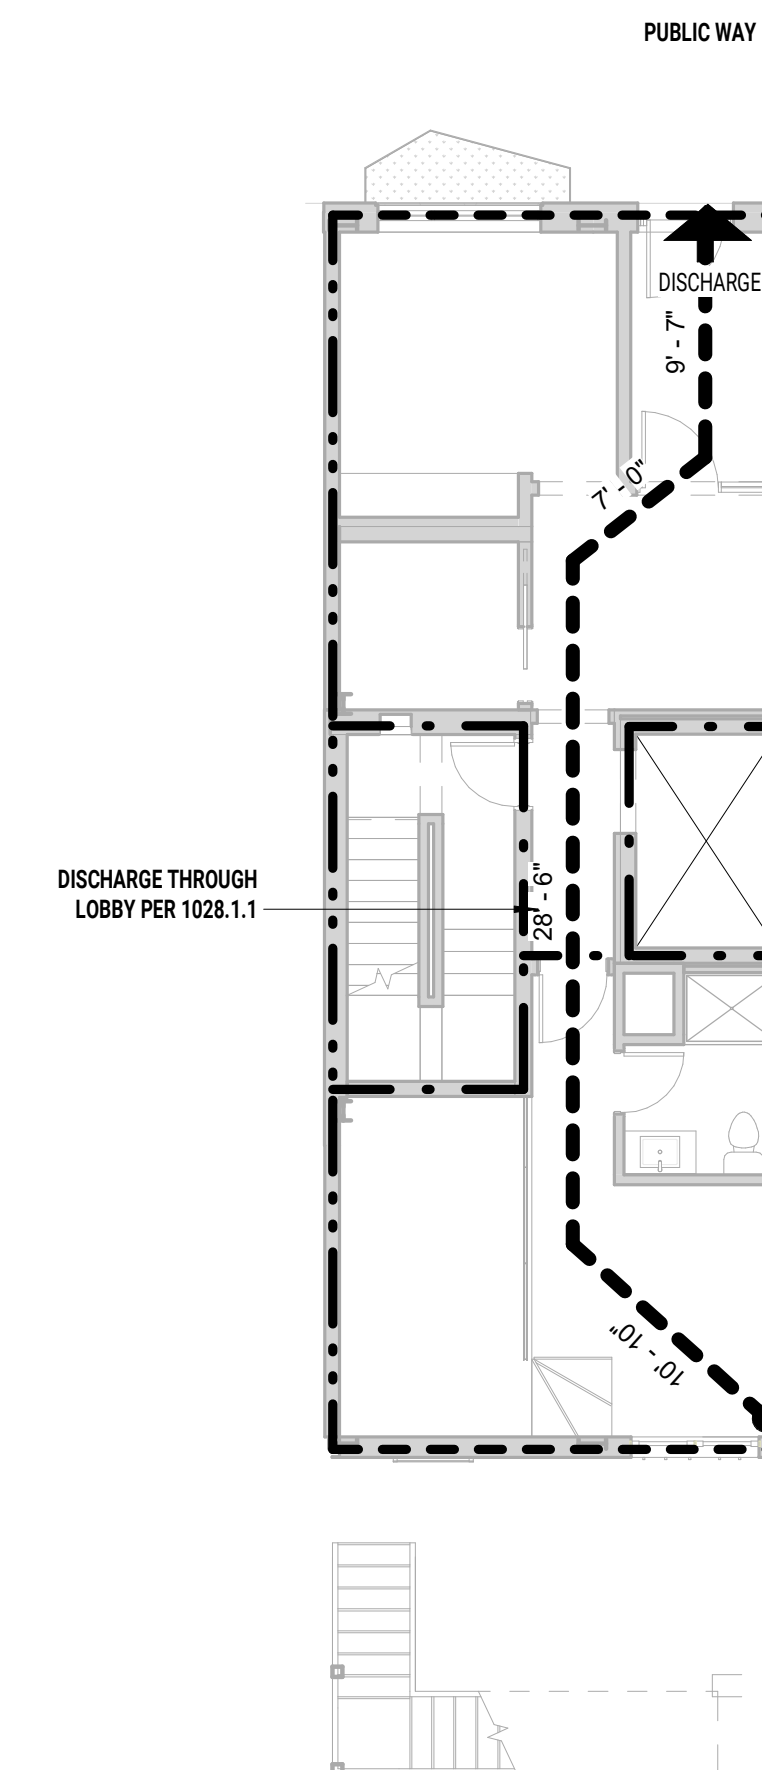 PUBLIC WAY
DISCHARGE
9' - 7"
7' - 0"
DISCHARGE THROUGH
LOBBY PER 1028.1.1
28' - 6"
10' - 10"